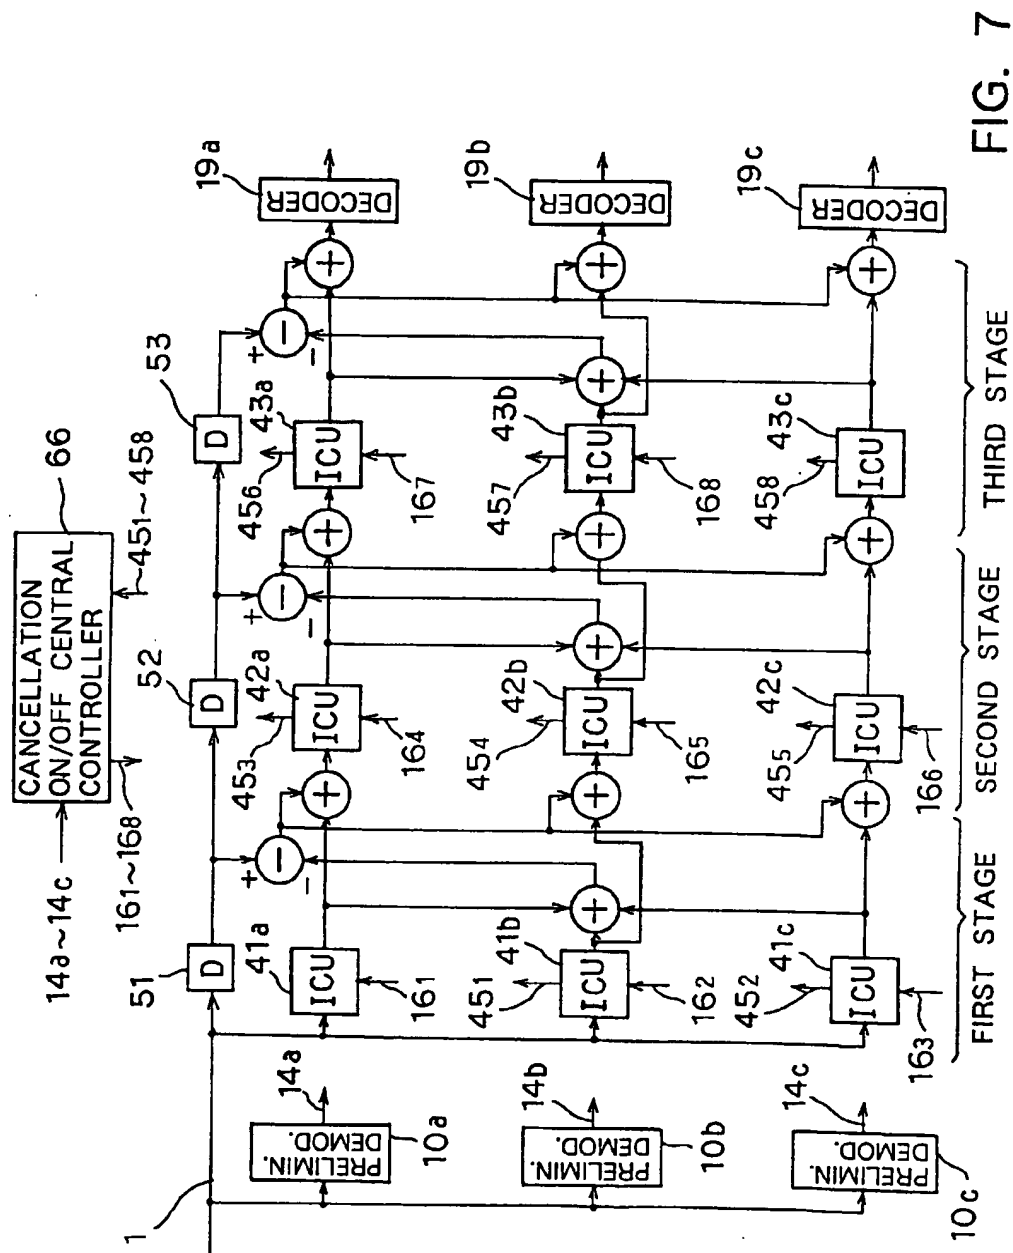 FIG. 7
CANCELLATION
ON/OFF CENTRAL
CONTROLLER
66
14a~14c
161~168
451~458
1
51
D
52
D
53
D
PRELIMIN.
DEMOD.
10a
14a
41a
ICU
161
+
-
-
+
42a
ICU
453
164
+
-
-
+
43a
ICU
456
167
+
-
-
+
DECODER
19a
PRELIMIN.
DEMOD.
10b
14b
41b
ICU
451
162
+
+
42b
ICU
454
165
+
+
43b
ICU
457
168
+
+
DECODER
19b
PRELIMIN.
DEMOD.
10c
14c
41c
ICU
452
163
+
42c
ICU
455
166
+
43c
ICU
458
+
DECODER
19c
FIRST STAGE
SECOND STAGE
THIRD STAGE